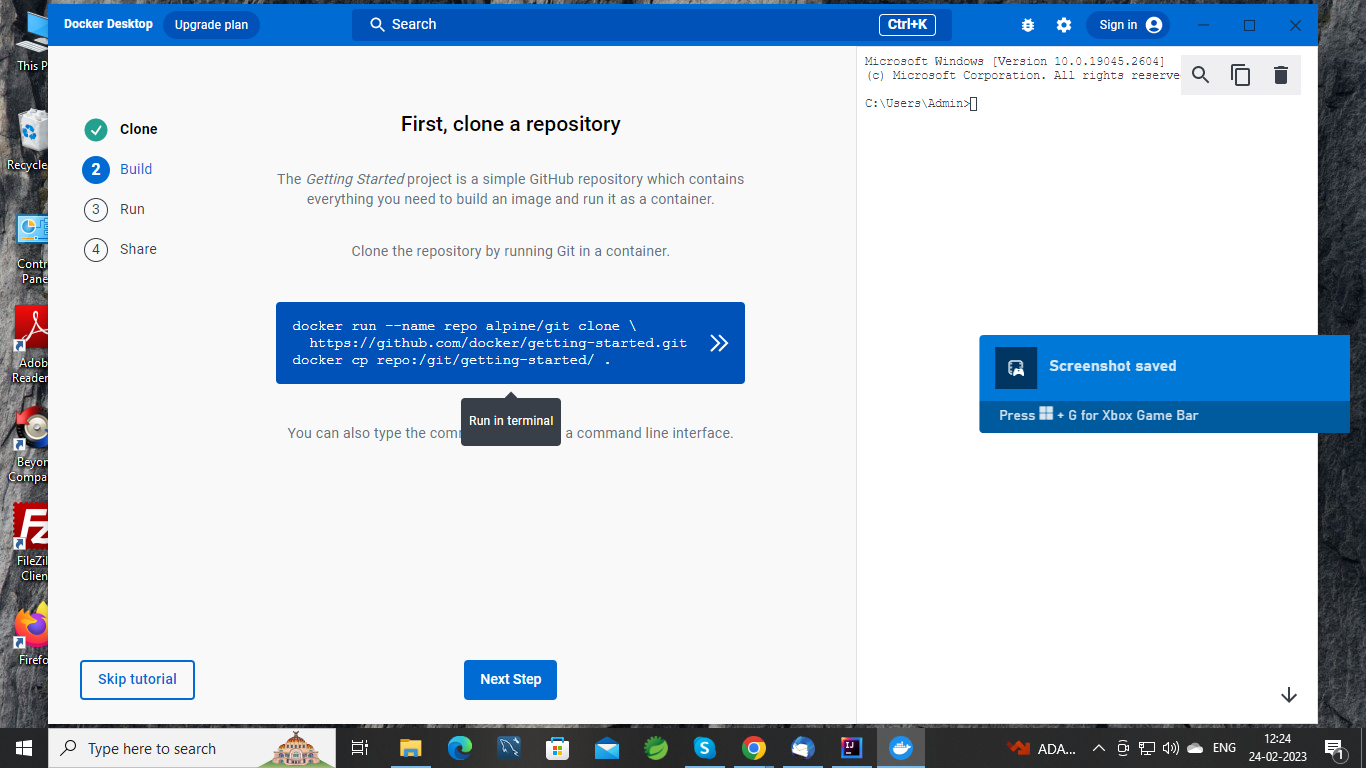 Docker Desktop
Upgrade plan
Search
Ctrl+K
Sign in
This P
Recycle
Contr
Pane
Adob
Reader
Beyon
Compa
FileZil
Clien
Firefo
Clone
2 Build
3 Run
4 Share
First, clone a repository
The Getting Started project is a simple GitHub repository which contains
everything you need to build an image and run it as a container.
Clone the repository by running Git in a container.
docker run --name repo alpine/git clone \
https://github.com/docker/getting-started.git
docker cp repo:/git/getting-started/ .
Run in terminal
You can also type the comm a command line interface.
Skip tutorial
Next Step
Microsoft Windows [Version 10.0.19045.2604]
(c) Microsoft Corporation. All rights reserve
C:\Users\Admin>
Screenshot saved
Press + G for Xbox Game Bar
Type here to search
ADA...
ENG
12:24
24-02-2023
1